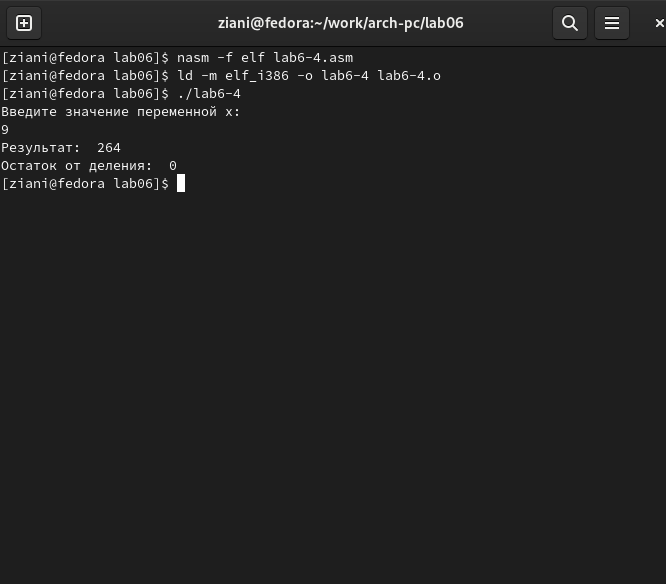 ziani@fedora:~/work/arch-pc/lab06
[ziani@fedora lab06]$ nasm -f elf lab6-4.asm
[ziani@fedora lab06]$ ld -m elf_i386 -o lab6-4 lab6-4.o
[ziani@fedora lab06]$ ./lab6-4
Введите значение переменной x:
9
Результат:  264
Остаток от деления:  0
[ziani@fedora lab06]$